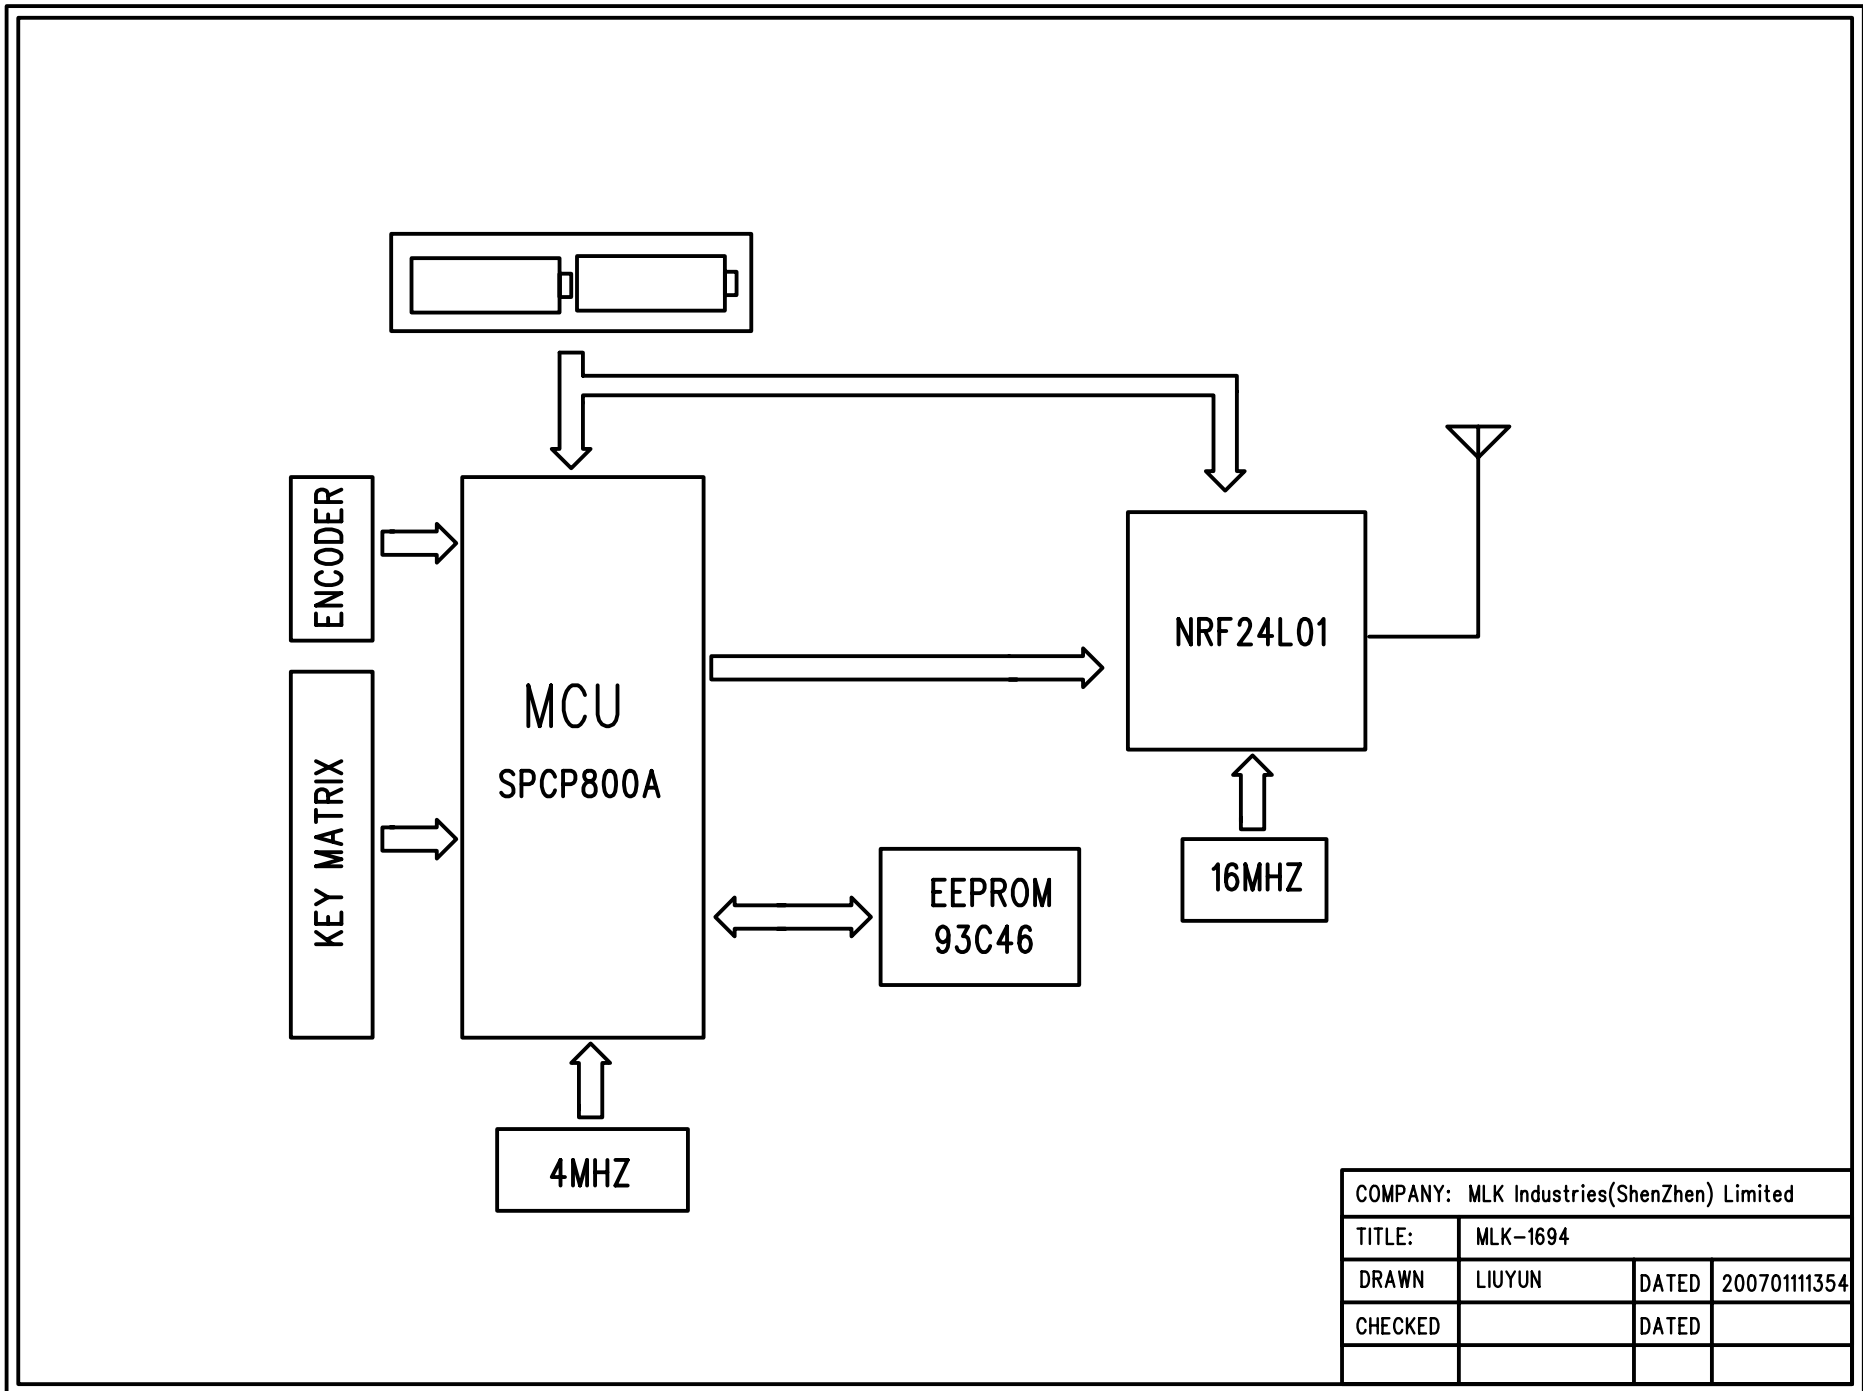 ENCODER
KEY MATRIX
MCU
SPCP800A
NRF24L01
EEPROM
93C46
16MHZ
4MHZ
COMPANY: MLK Industries(ShenZhen) Limited
TITLE: MLK-1694
DRAWN LIUYUN DATED 200701111354
CHECKED DATED